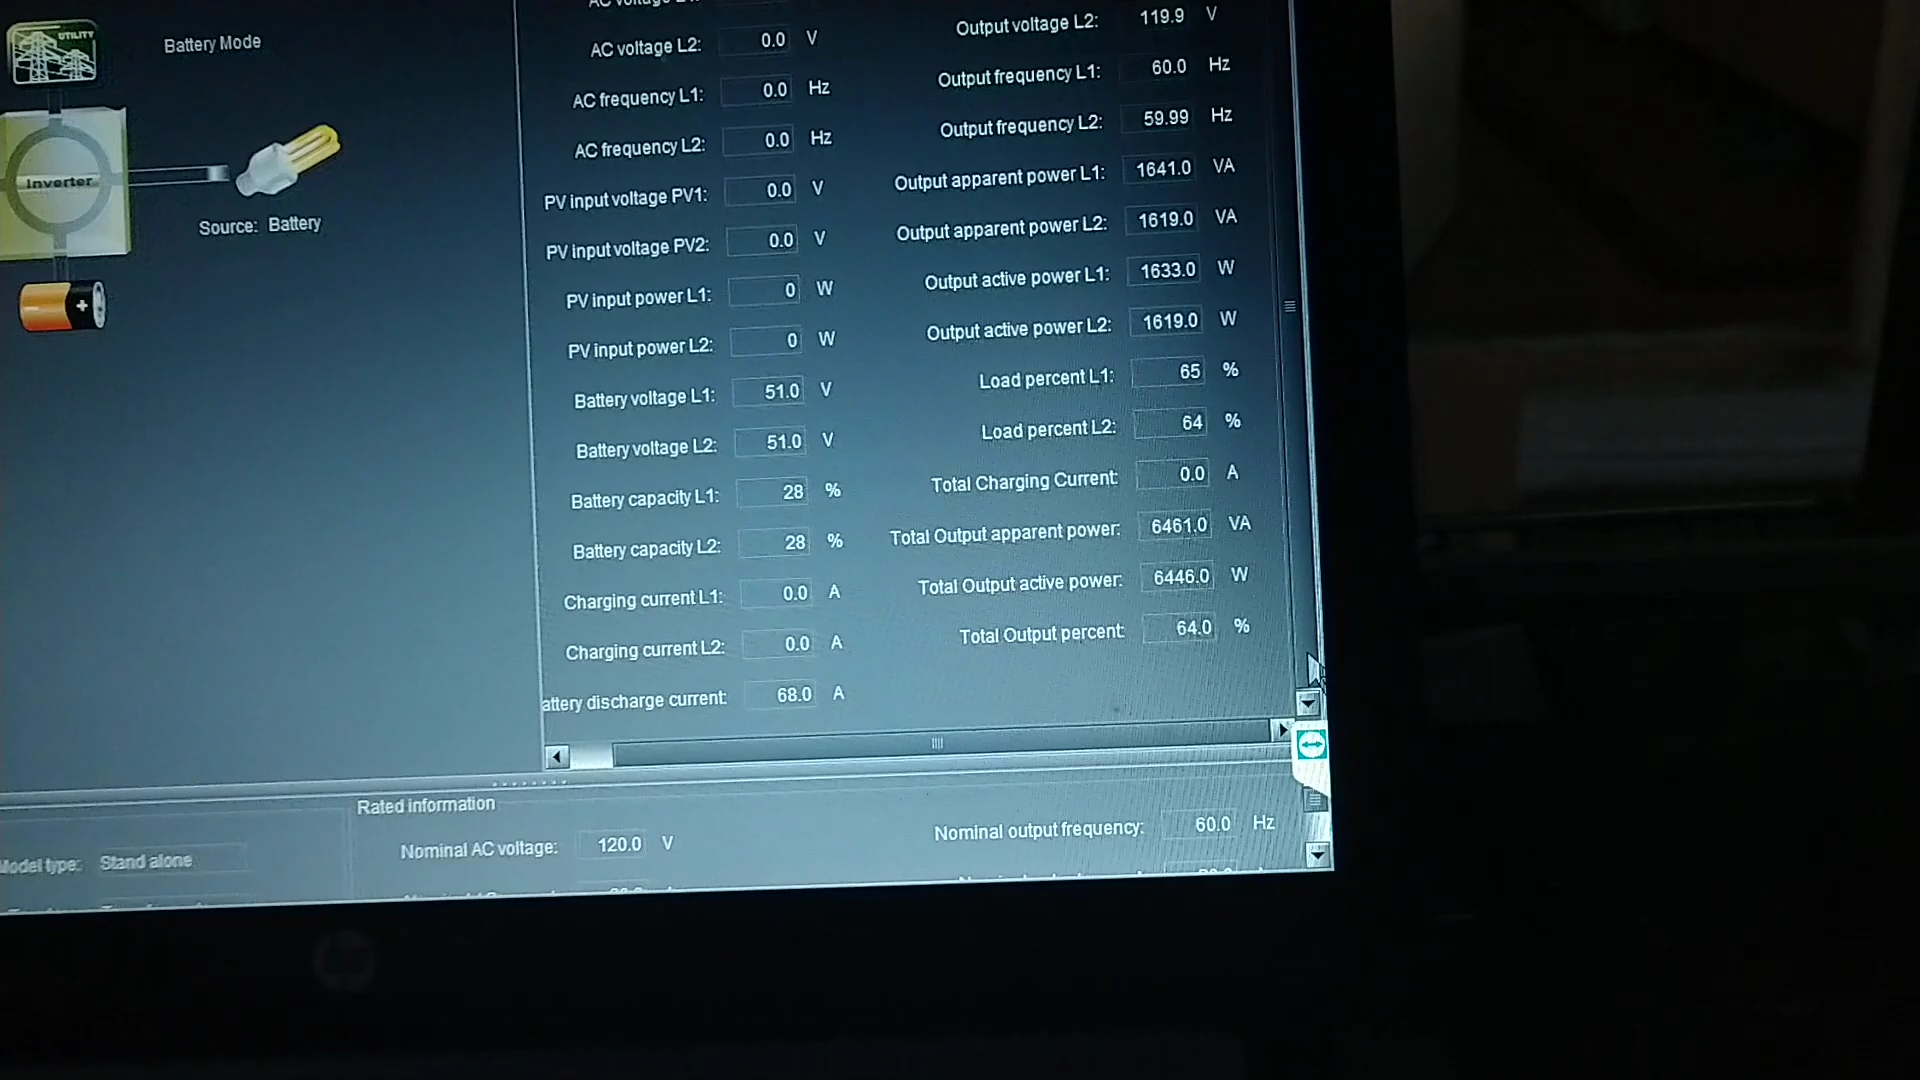 UTILITY
Battery Mode
Inverter
Source: Battery
AC voltage L2: 0.0 V
AC frequency L1: 0.0 Hz
AC frequency L2: 0.0 Hz
PV input voltage PV1: 0.0 V
PV input voltage PV2: 0.0 V
PV input power L1: 0 W
PV input power L2: 0 W
Battery voltage L1: 51.0 V
Battery voltage L2: 51.0 V
Battery capacity L1: 28 %
Battery capacity L2: 28 %
Charging current L1: 0.0 A
Charging current L2: 0.0 A
attery discharge current: 68.0 A
Output voltage L2: 119.9 V
Output frequency L1: 60.0 Hz
Output frequency L2: 59.99 Hz
Output apparent power L1: 1641.0 VA
Output apparent power L2: 1619.0 VA
Output active power L1: 1633.0 W
Output active power L2: 1619.0 W
Load percent L1: 65 %
Load percent L2: 64 %
Total Charging Current: 0.0 A
Total Output apparent power: 6461.0 VA
Total Output active power: 6446.0 W
Total Output percent: 64.0 %
Rated information
Model type: Stand alone
Nominal AC voltage: 120.0 V
Nominal output frequency: 60.0 Hz